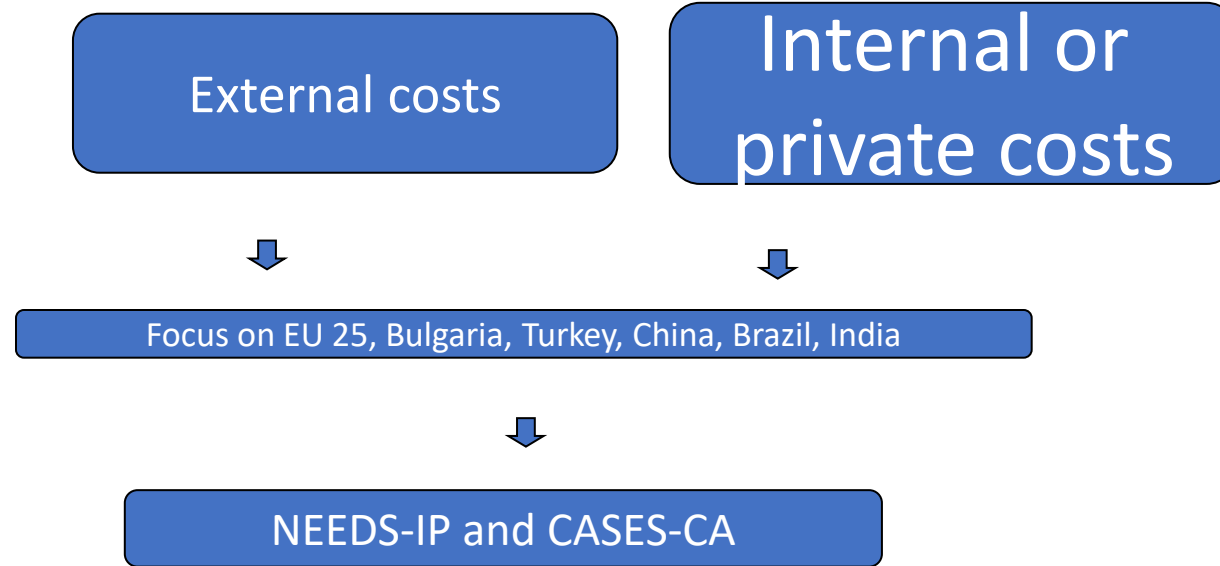 External costs
Internal or
private costs
Focus on EU 25, Bulgaria, Turkey, China, Brazil, India
NEEDS-IP and CASES-CA